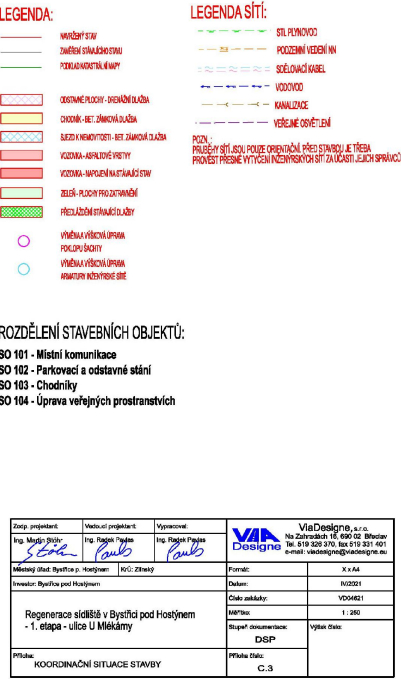 LEGENDA:
NAVRŽENÝ STAV
ZAMĚŘENÍ STÁVAJÍCÍHO STAVU
PODKLAD KATASTRÁLNÍ MAPY
ODSTAVNÉ PLOCHY - DRENÁŽNÍ DLAŽBA
CHODNÍK - BET. ZÁMKOVÁ DLAŽBA
SJEZD K NEMOVITOSTI - BET. ZÁMKOVÁ DLAŽBA
VOZOVKA - ASFALTOVÉ VRSTVY
VOZOVKA - NAPOJENÍ NA STÁVAJÍCÍ STAV
ZELEŇ - PLOCHY PRO ZATRAVNĚNÍ
PŘEDLÁŽDĚNÍ STÁVAJÍCÍ DLAŽBY
VÝMĚNA A VÝŠKOVÁ ÚPRAVA
POKLOPU ŠACHTY
VÝMĚNA A VÝŠKOVÁ ÚPRAVA
ARMATURY INŽENÝRSKÉ SÍTĚ
LEGENDA SÍTÍ:
STL PLYNOVOD
PODZEMNÍ VEDENÍ NN
SDĚLOVACÍ KABEL
VODOVOD
KANALIZACE
VEŘEJNÉ OSVĚTLENÍ
POZN.:
PRŮBĚHY SÍTÍ JSOU POUZE ORIENTAČNÍ. PŘED STAVBOU JE TŘEBA
PROVÉST PŘESNÉ VYTYČENÍ INŽENÝRSKÝCH SÍTÍ ZA ÚČASTI JEJICH SPRÁVCŮ
ROZDĚLENÍ STAVEBNÍCH OBJEKTŮ:
SO 101 - Místní komunikace
SO 102 - Parkovací a odstavné stání
SO 103 - Chodníky
SO 104 - Úprava veřejných prostranstvích
Zodp. projektant: Vedoucí projektant: Vypracoval:
Ing. Martin Stöhr Ing. Radek Pavlas Ing. Radek Pavlas
VIA Designe
ViaDesigne, s.r.o.
Na Zahradách 16, 690 02 Břeclav
Tel. 519 326 370, fax 519 331 401
e-mail: viadesigne@viadesigne.eu
Městský úřad: Bystřice p. Hostýnem KrÚ: Zlínský
Investor: Bystřice pod Hostýnem
Regenerace sídliště v Bystřici pod Hostýnem
- 1. etapa - ulice U Mlékárny
Formát: X x A4
Datum: IV/2021
Číslo zakázky: VD04621
Měřítko: 1 : 250
Stupeň dokumentace: Výtisk číslo:
DSP
Příloha:
KOORDINAČNÍ SITUACE STAVBY
Příloha číslo:
C.3